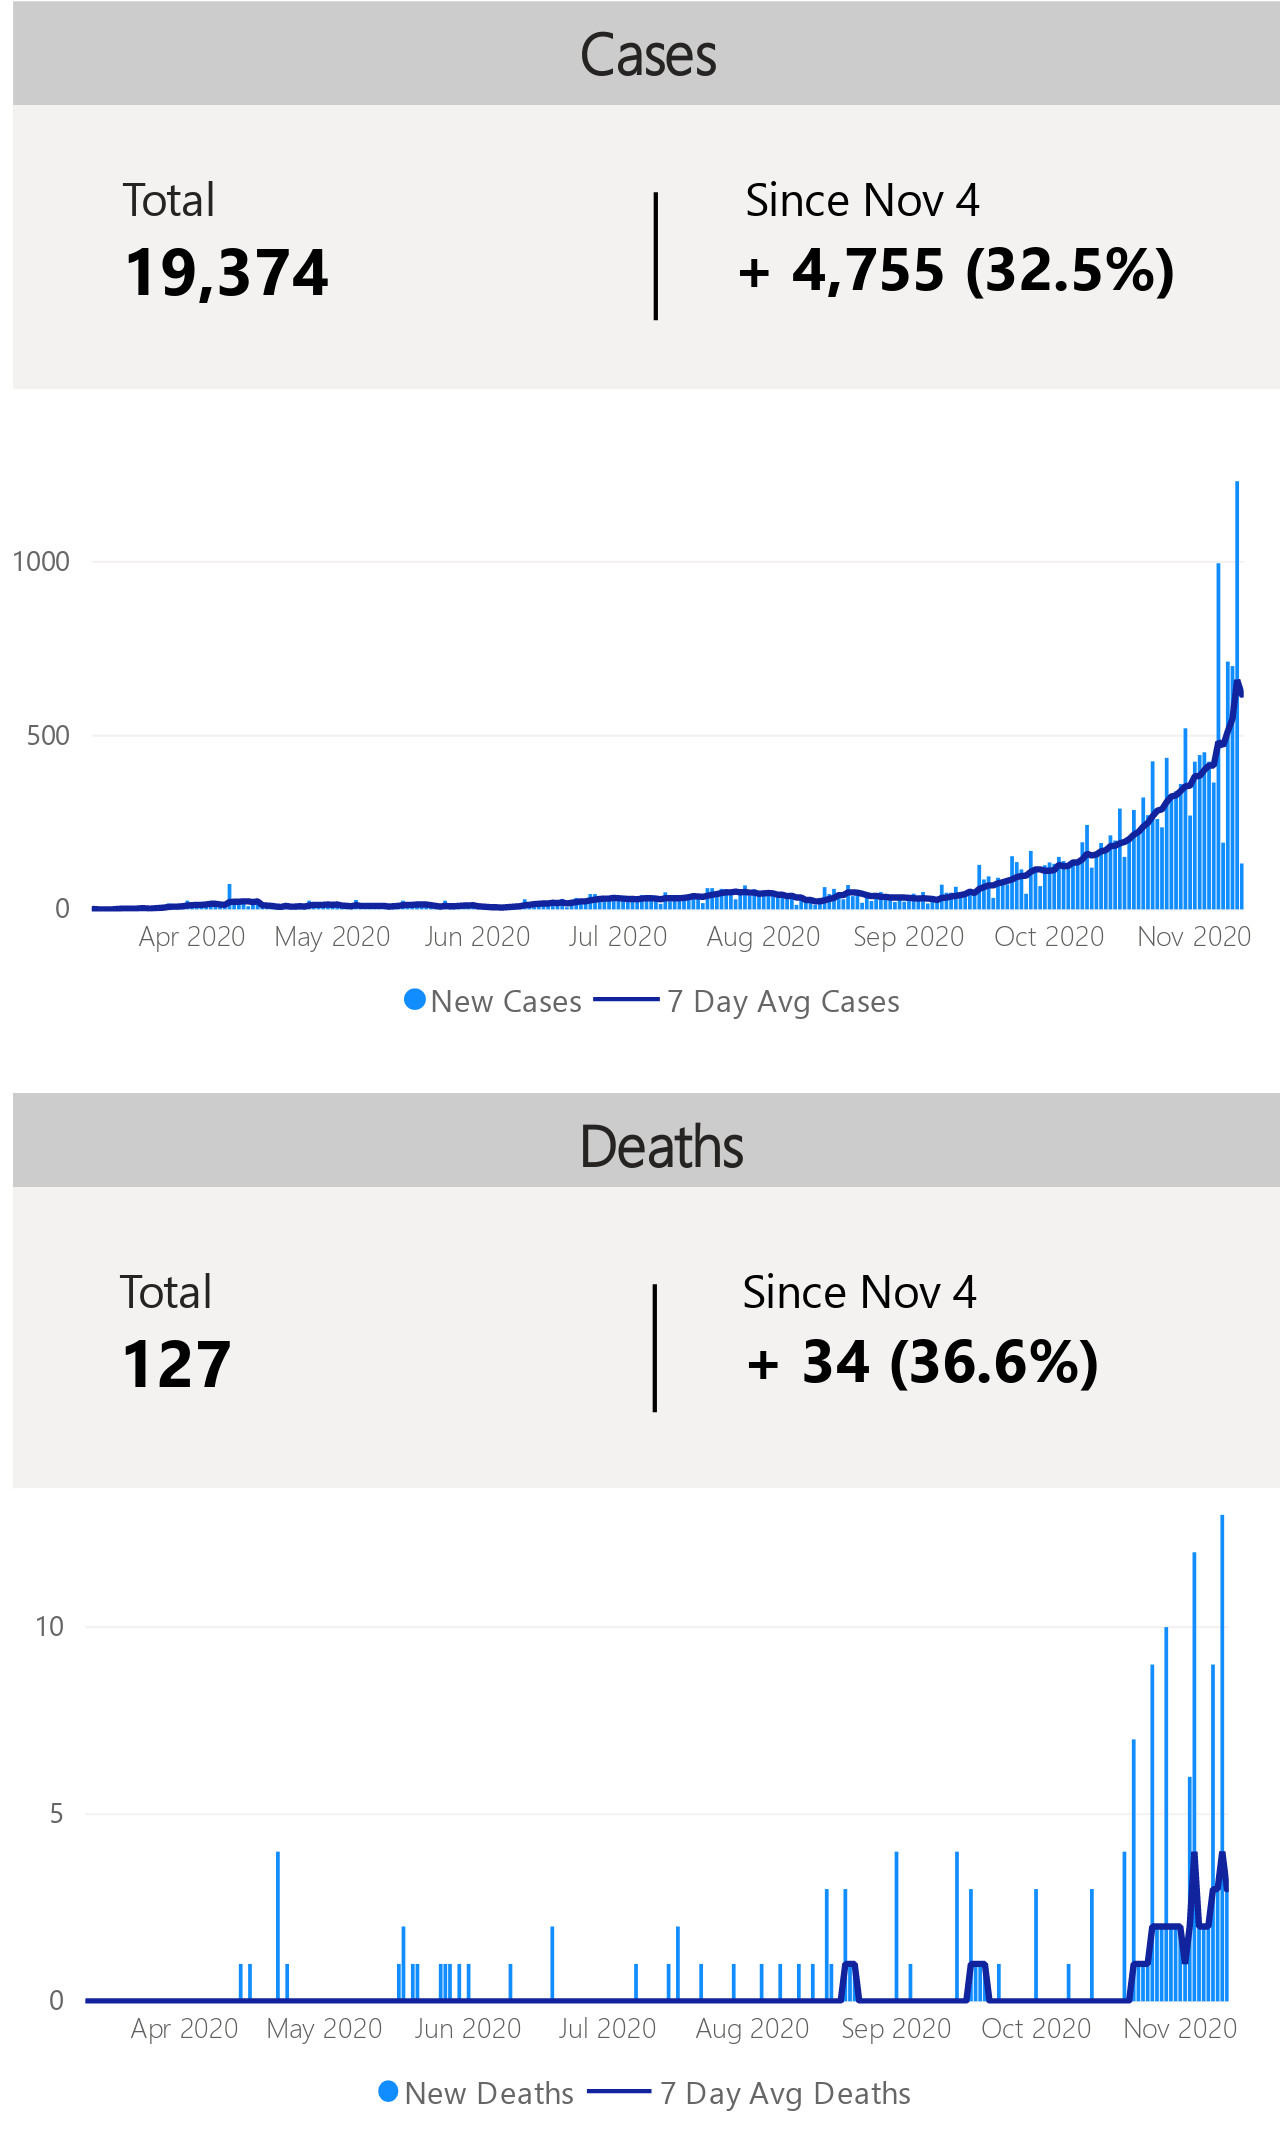 Cases
Total
Since Nov 4
19,374
+ 4,755 (32.5%)
1000
500
0
Apr 2020 May 2020 Jun 2020 Jul 2020 Aug 2020 Sep 2020 Oct 2020 Nov 2020
New Cases 7 Day Avg Cases
Deaths
Total
Since Nov 4
127
+ 34 (36.6%)
10
5
0
Apr 2020 May 2020 Jun 2020 Jul 2020 Aug 2020 Sep 2020 Oct 2020 Nov 2020
New Deaths 7 Day Avg Deaths